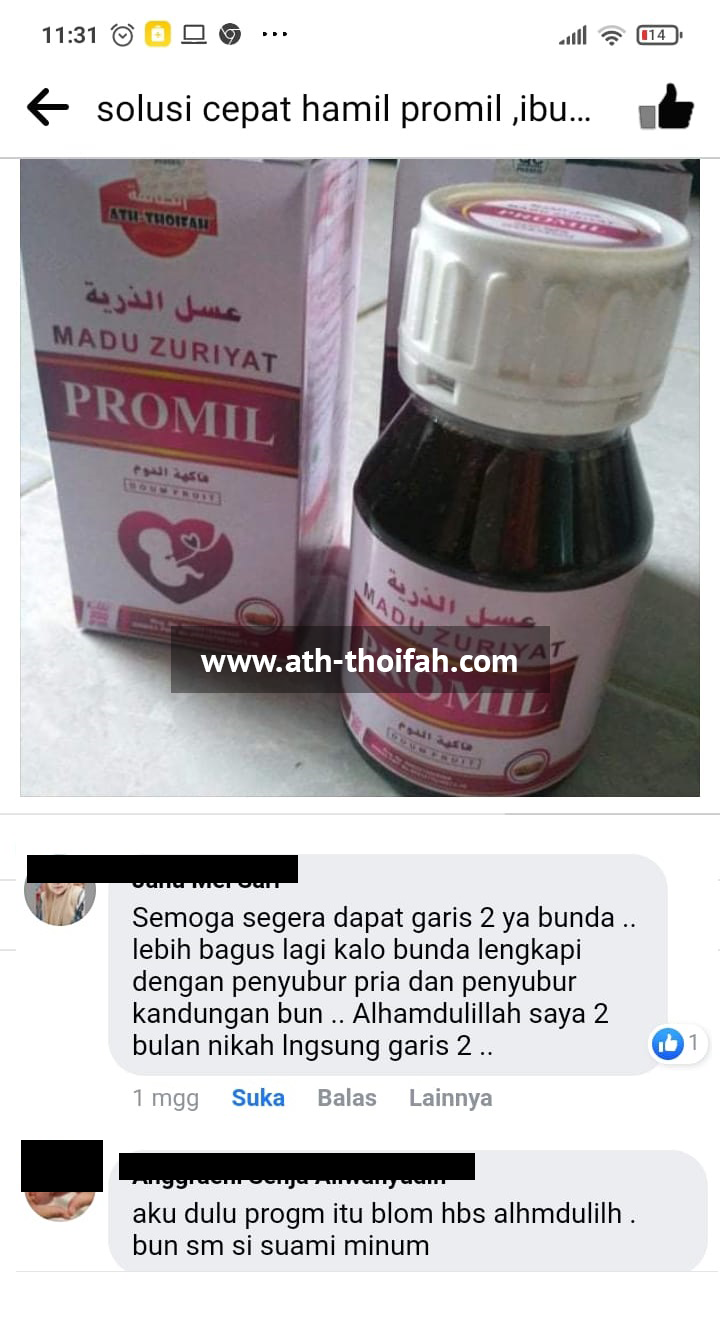 11:31
14
solusi cepat hamil promil ,ibu...
ATH-THOIFAH
عسل الذرية
MADU ZURIYAT
PROMIL
فاكهة الدوم
DOUM FRUIT
PROMIL
عسل الذرية
MADU ZURIYAT
PROMIL
فاكهة الدوم
DOUM FRUIT
www.ath-thoifah.com
Semoga segera dapat garis 2 ya bunda ..
lebih bagus lagi kalo bunda lengkapi
dengan penyubur pria dan penyubur
kandungan bun .. Alhamdulillah saya 2
bulan nikah lngsung garis 2 ..
1
1 mgg Suka Balas Lainnya
aku dulu progm itu blom hbs alhmdulilh .
bun sm si suami minum